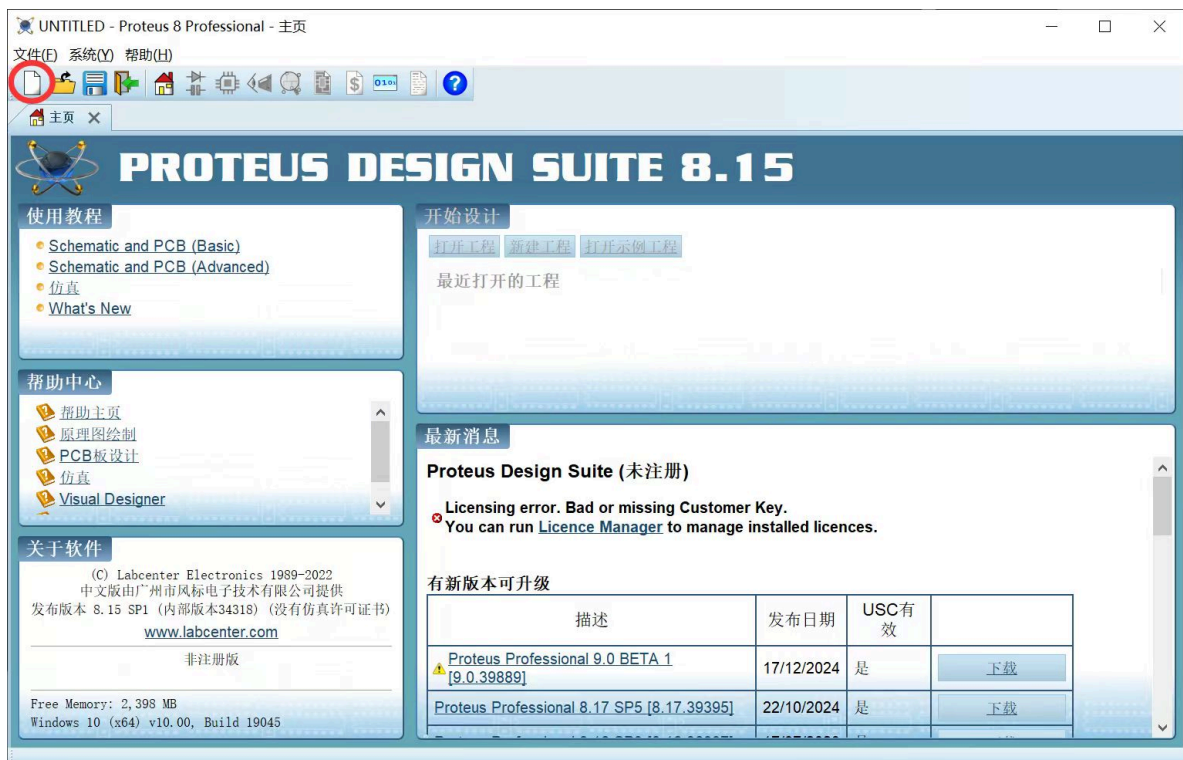 UNTITLED - Proteus 8 Professional - 主页
文件(F) 系统(Y) 帮助(H)
$ 0101 ?
主页
PROTEUS DESIGN SUITE 8.15
使用教程
Schematic and PCB (Basic)
Schematic and PCB (Advanced)
仿真
What's New
帮助中心
帮助主页
原理图绘制
PCB板设计
仿真
Visual Designer
关于软件
(C) Labcenter Electronics 1989-2022
中文版由广州市风标电子技术有限公司提供
发布版本 8.15 SP1 (内部版本34318) (没有仿真许可证书)
www.labcenter.com
非注册版
Free Memory: 2,398 MB
Windows 10 (x64) v10.00, Build 19045
开始设计
打开工程 新建工程 打开示例工程
最近打开的工程
最新消息
Proteus Design Suite (未注册)
Licensing error. Bad or missing Customer Key.
You can run Licence Manager to manage installed licences.
有新版本可升级
描述 发布日期 USC有效
Proteus Professional 9.0 BETA 1 [9.0.39889] 17/12/2024 是 下载
Proteus Professional 8.17 SP5 [8.17.39395] 22/10/2024 是 下载